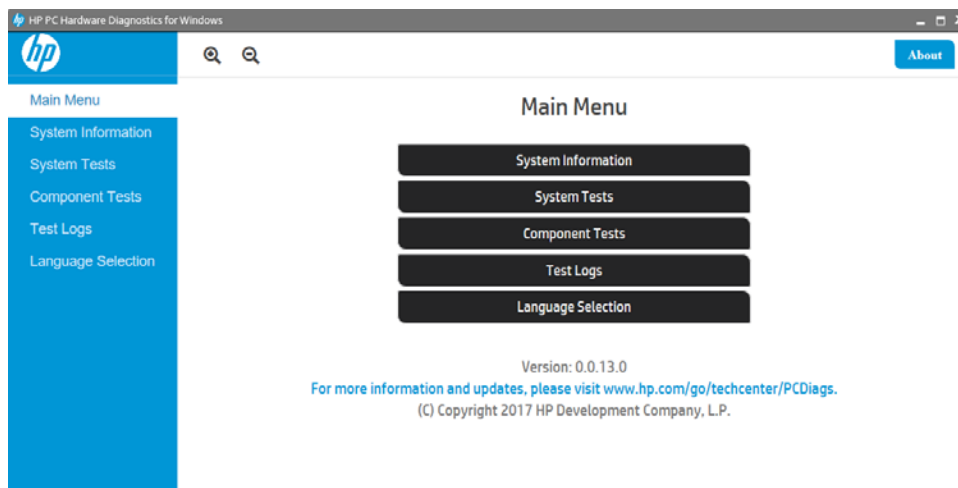 HP PC Hardware Diagnostics for Windows
hp
About
Main Menu
System Information
System Tests
Component Tests
Test Logs
Language Selection
Main Menu
System Information
System Tests
Component Tests
Test Logs
Language Selection
Version: 0.0.13.0
For more information and updates, please visit www.hp.com/go/techcenter/PCDiags.
(C) Copyright 2017 HP Development Company, L.P.